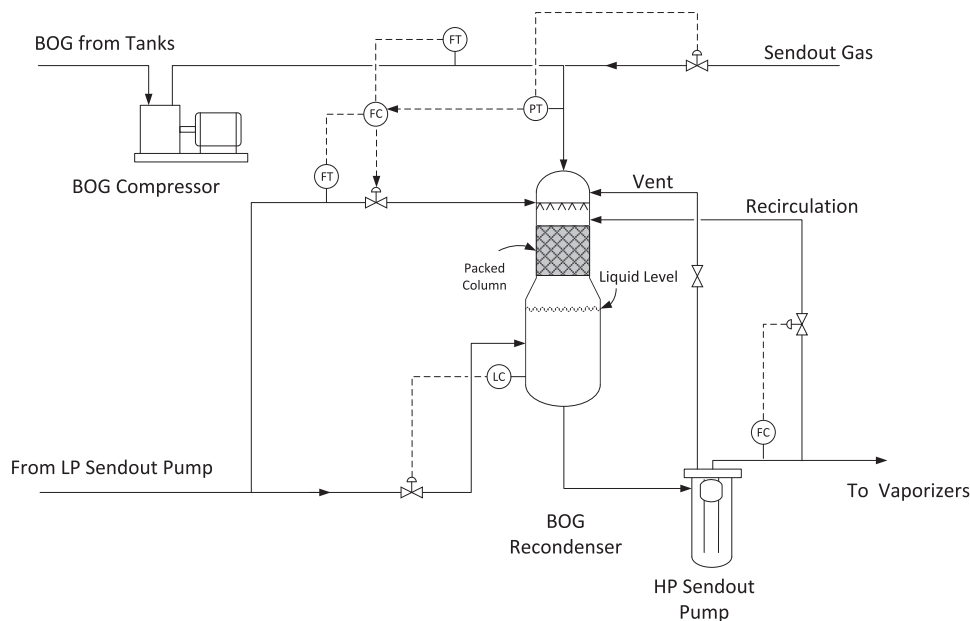 BOG from Tanks
FT
PT
Sendout Gas
FC
FT
BOG Compressor
Vent
Recirculation
Packed
Column
Liquid Level
LC
FC
From LP Sendout Pump
To Vaporizers
BOG
Recondenser
HP Sendout
Pump